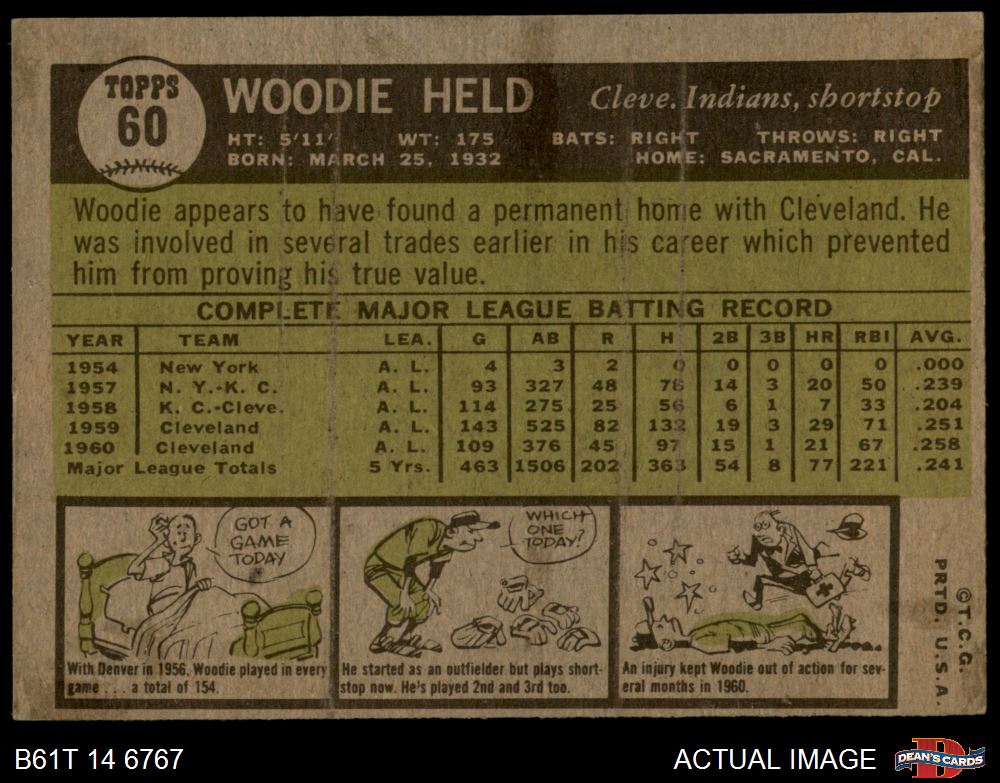 TOPPS
60
WOODIE HELD
Cleve. Indians, shortstop
HT: 5'11' WT: 175 BATS: RIGHT THROWS: RIGHT
BORN: MARCH 25, 1932 HOME: SACRAMENTO, CAL.
Woodie appears to have found a permanent home with Cleveland. He
was involved in several trades earlier in his career which prevented
him from proving his true value.
COMPLETE MAJOR LEAGUE BATTING RECORD
YEAR TEAM LEA. G AB R H 2B 3B HR RBI AVG.
1954 New York A. L. 4 3 2 0 0 0 0 0 .000
1957 N. Y.-K. C. A. L. 93 327 48 78 14 3 20 50 .239
1958 K. C.-Cleve. A. L. 114 275 25 56 6 1 7 33 .204
1959 Cleveland A. L. 143 525 82 132 19 3 29 71 .251
1960 Cleveland A. L. 109 376 45 97 15 1 21 67 .258
Major League Totals 5 Yrs. 463 1506 202 363 54 8 77 221 .241
GOT A
GAME
TODAY
With Denver in 1956, Woodie played in every
game . . . a total of 154.
WHICH
ONE
TODAY?
He started as an outfielder but plays short-
stop now. He's played 2nd and 3rd too.
An injury kept Woodie out of action for sev-
eral months in 1960.
©T.C.G.
PRTD. U.S.A.
B61T 14 6767
ACTUAL IMAGE
DEAN'S CARDS